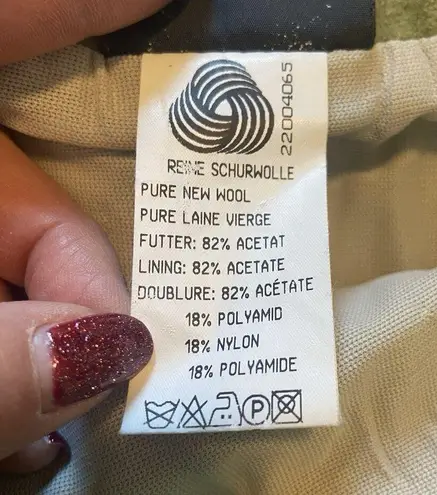 22004065
REINE SCHURWOLLE
PURE NEW WOOL
PURE LAINE VIERGE
FUTTER: 82% ACETAT
LINING: 82% ACETATE
DOUBLURE: 82% ACÉTATE
18% POLYAMID
18% NYLON
18% POLYAMIDE
P